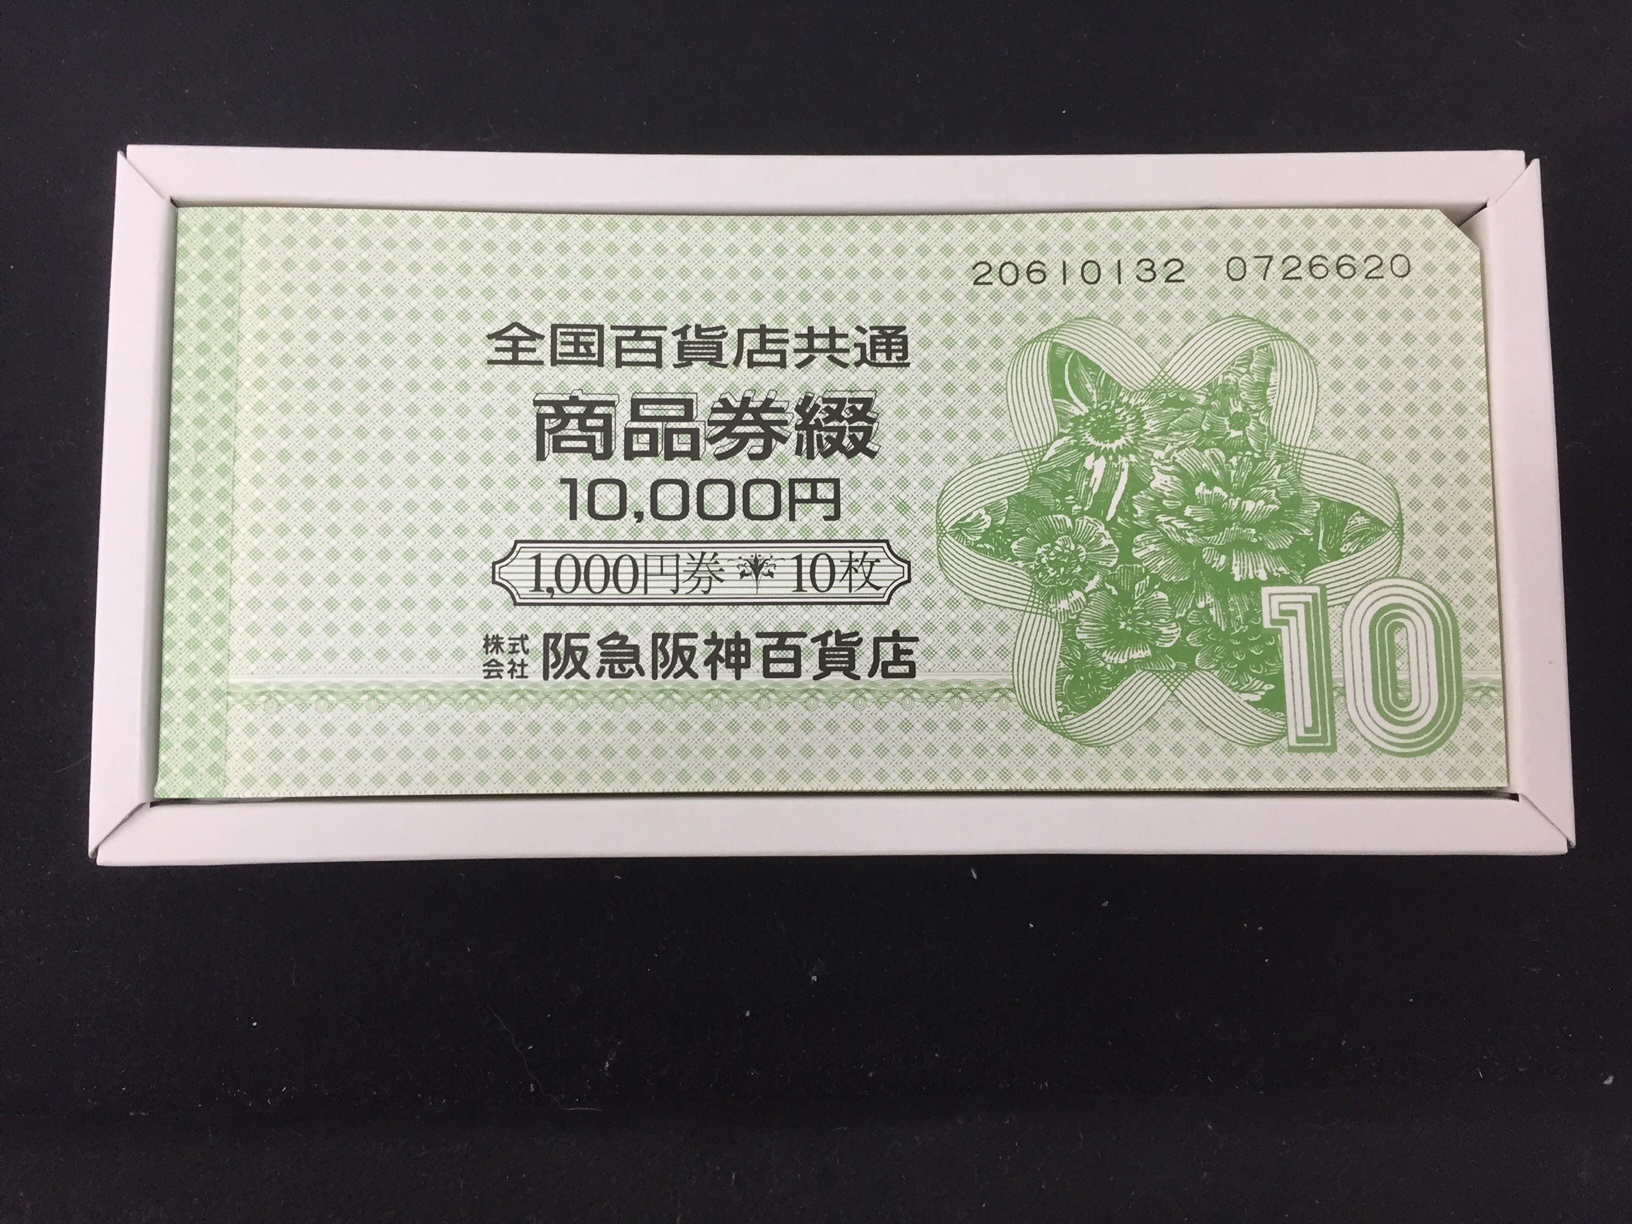 20610132 0726620
全国百貨店共通
商品券綴
10,000円
1,000円券 10枚
株式会社 阪急阪神百貨店
10